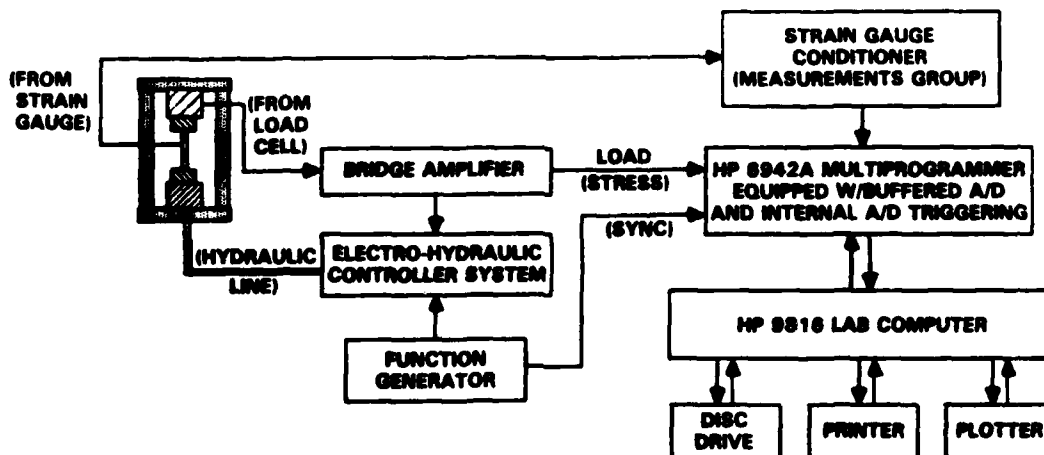 STRAIN GAUGE
CONDITIONER
(MEASUREMENTS GROUP)
(FROM
STRAIN
GAUGE)
(FROM
LOAD
CELL)
BRIDGE AMPLIFIER
LOAD
(STRESS)
HP 6942A MULTIPROGRAMMER
EQUIPPED W/BUFFERED A/D
AND INTERNAL A/D TRIGGERING
(SYNC)
(HYDRAULIC
LINE)
ELECTRO-HYDRAULIC
CONTROLLER SYSTEM
HP 9816 LAB COMPUTER
FUNCTION
GENERATOR
DISC
DRIVE
PRINTER
PLOTTER